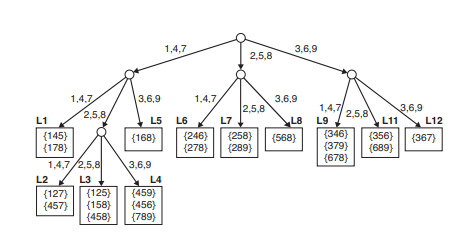 1,4,7 2,5,8 3,6,9
1,4,7 2,5,8 3,6,9 1,4,7 2,5,8 3,6,9 1,4,7 2,5,8 3,6,9
L1 L5 L6 L7 L8 L9 L11 L12
{145} {168} {246} {258} {568} {346} {356} {367}
{178} {278} {289} {379} {689}
{678}
1,4,7 2,5,8 3,6,9
L2 L3 L4
{127} {125} {459}
{457} {158} {456}
{458} {789}